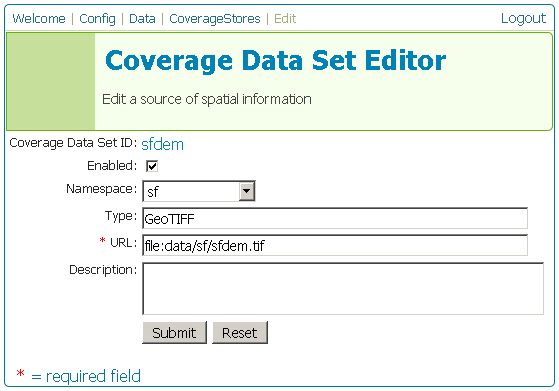 Welcome | Config | Data | CoverageStores | Edit Logout
Coverage Data Set Editor
Edit a source of spatial information
Coverage Data Set ID: sfdem
Enabled:
Namespace: sf
Type: GeoTIFF
* URL: file:data/sf/sfdem.tif
Description:
Submit Reset
* = required field